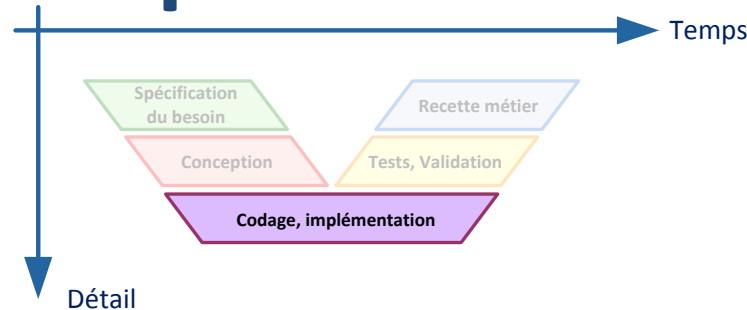 Temps
Spécification
du besoin
Recette métier
Conception
Tests, Validation
Codage, implémentation
Détail